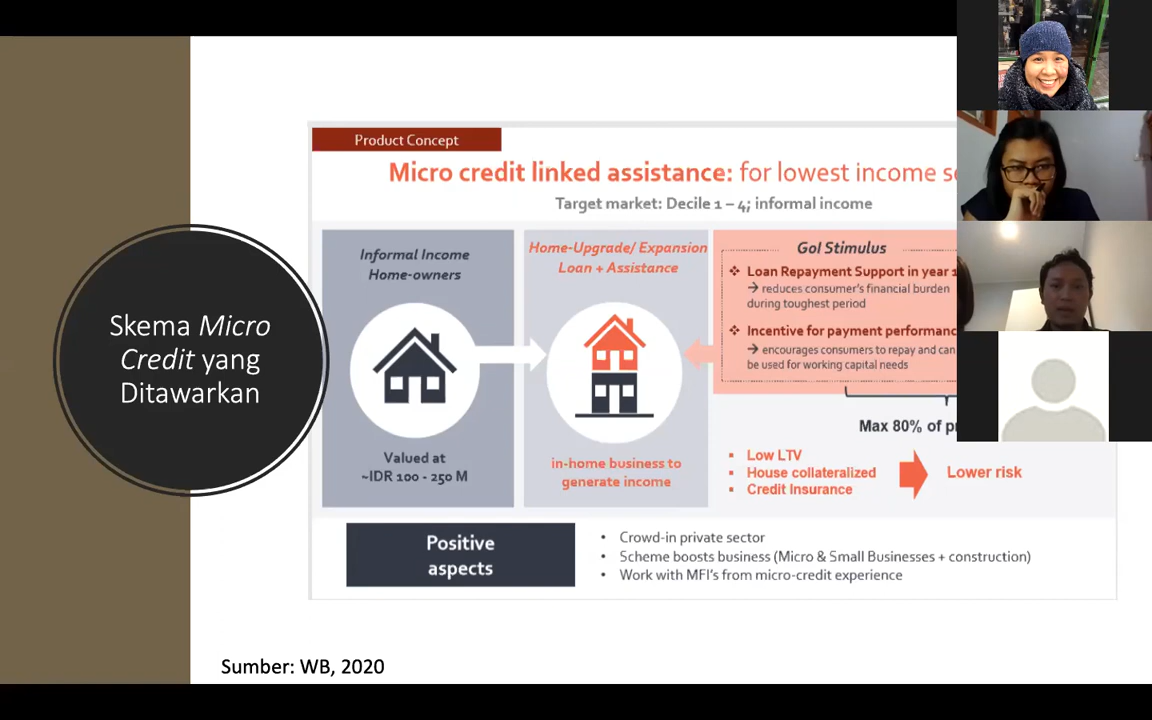 Skema Micro
Credit yang
Ditawarkan
Product Concept
Micro credit linked assistance: for lowest income
Target market: Decile 1 – 4; informal income
Informal Income
Home-owners
Valued at
~IDR 100 - 250 M
Home-Upgrade/ Expansion
Loan + Assistance
in-home business to
generate income
GoI Stimulus
❖ Loan Repayment Support in year
→ reduces consumer's financial burden
during toughest period
❖ Incentive for payment
→ encourages consumers to repay and can
be used for working capital needs
Max 80% of
▪ Low LTV
▪ House collateralized
▪ Credit Insurance
Lower risk
Positive
aspects
• Crowd-in private sector
• Scheme boosts business (Micro & Small Businesses + construction)
• Work with MFI's from micro-credit experience
Sumber: WB, 2020